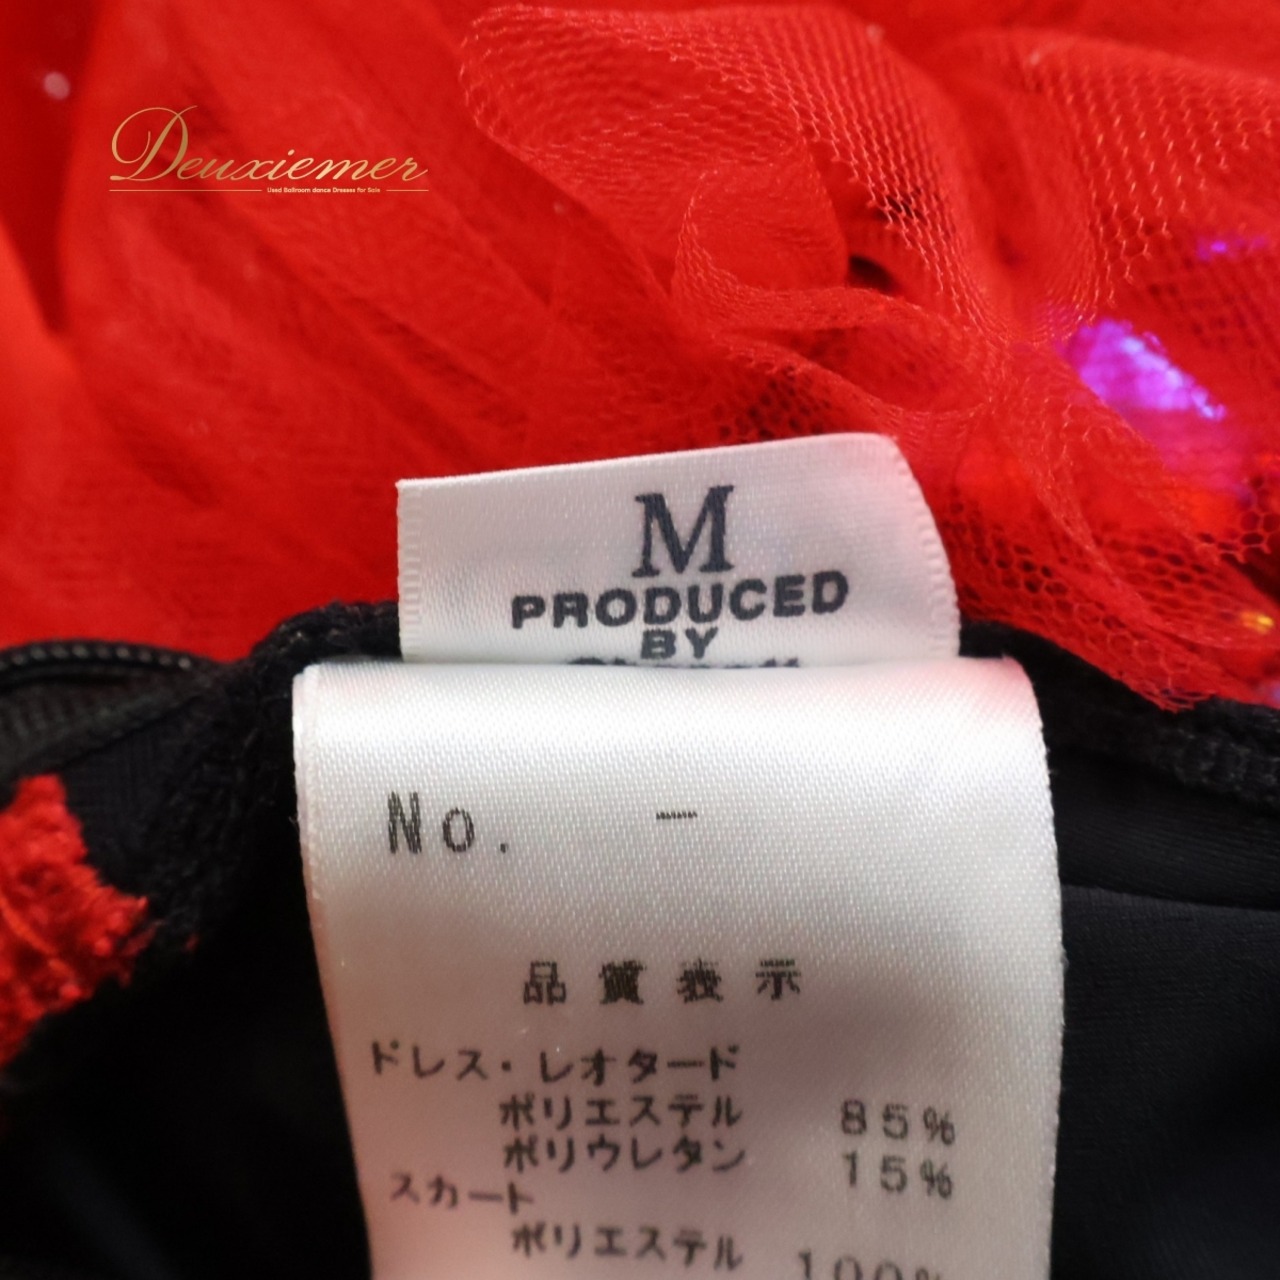 Deuxiemer
Used Ballroom dance Dresses for Sale
M
PRODUCED
BY
No. -
品質表示
ドレス・レオタード
ポリエステル 85%
ポリウレタン 15%
スカート
ポリエステル 100%